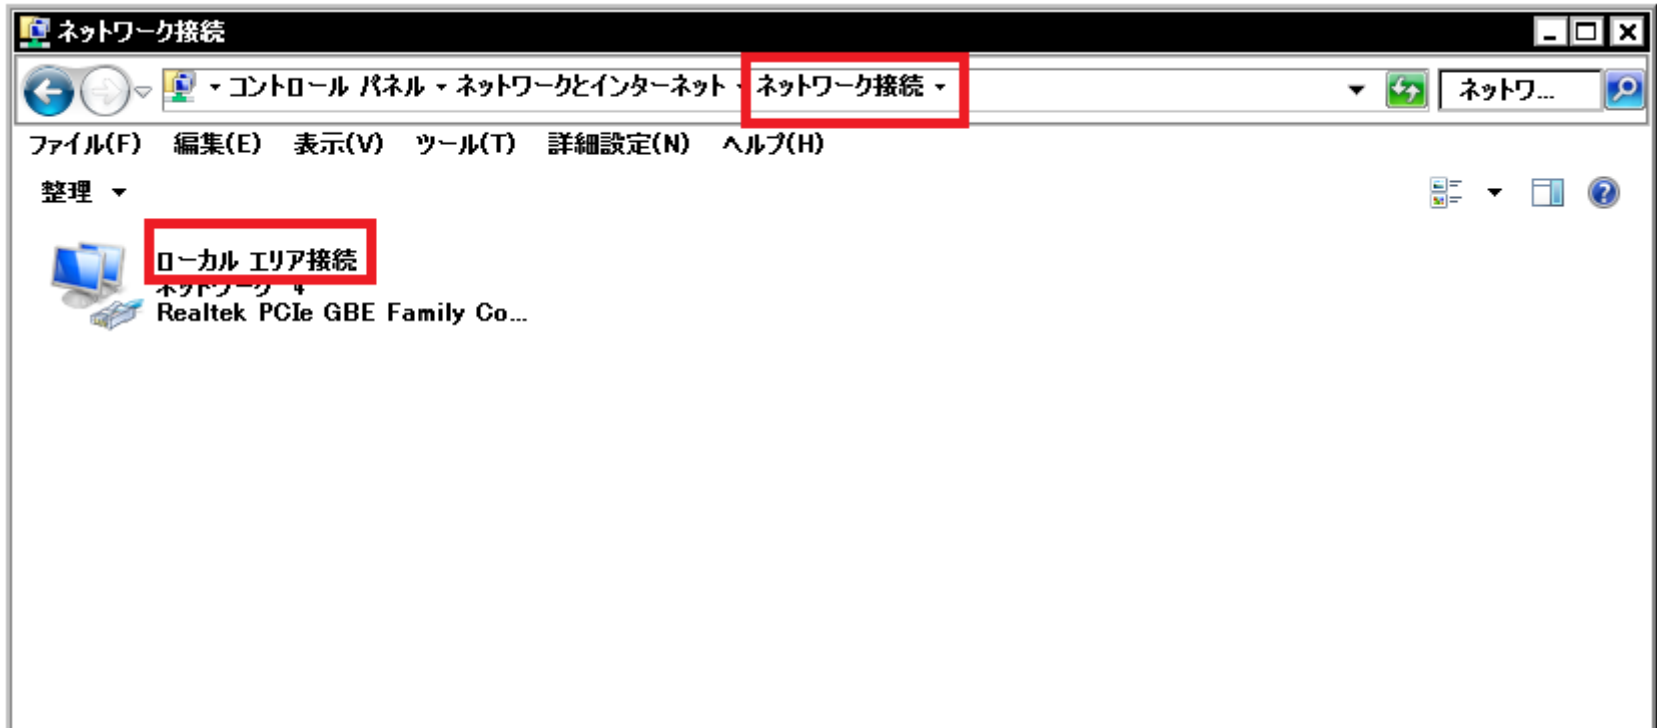 ネットワーク接続
コントロール パネル ネットワークとインターネット ネットワーク接続
ネットワ...
ファイル(F) 編集(E) 表示(V) ツール(T) 詳細設定(N) ヘルプ(H)
整理
ローカル エリア接続
ネットワーク 4
Realtek PCIe GBE Family Co...